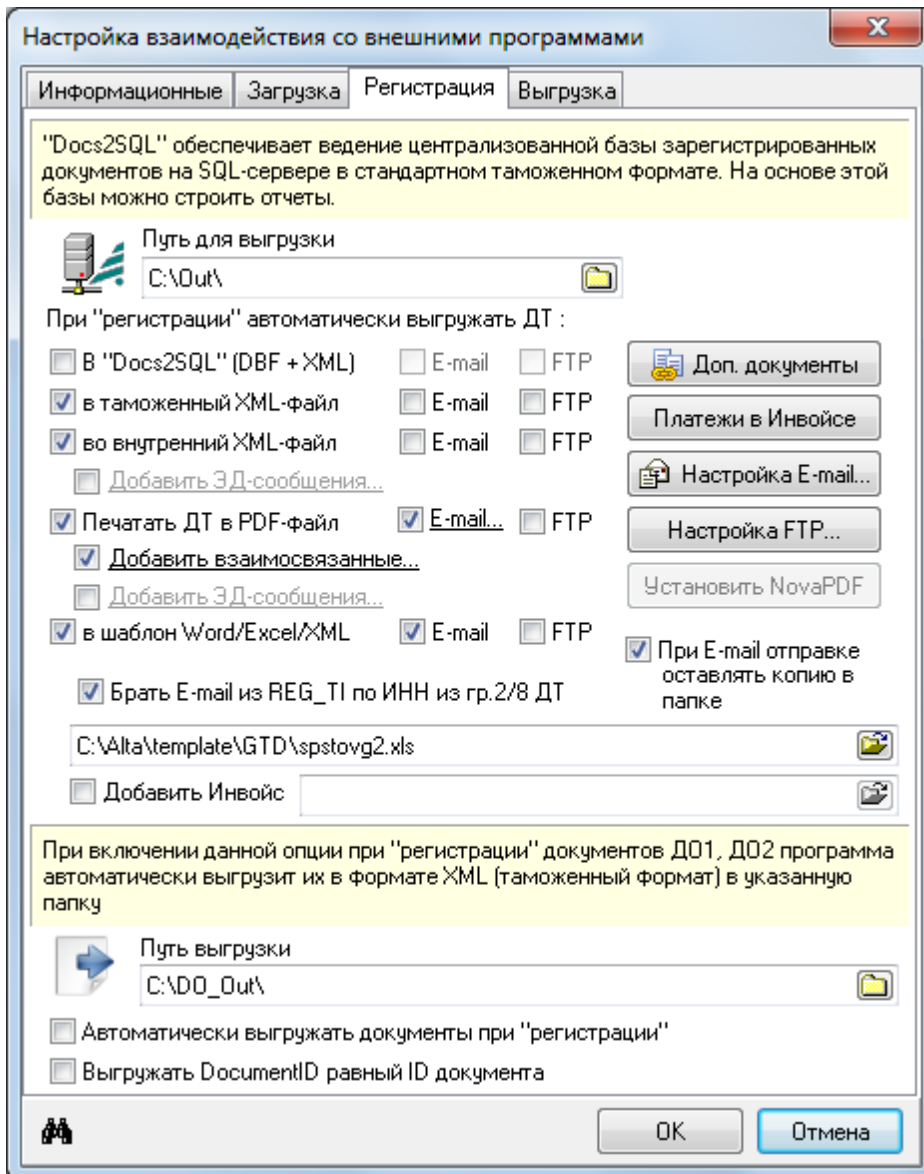 Настройка взаимодействия со внешними программами
Информационные Загрузка Регистрация Выгрузка
"Docs2SQL" обеспечивает ведение централизованной базы зарегистрированных
документов на SQL-сервере в стандартном таможенном формате. На основе этой
базы можно строить отчеты.
Путь для выгрузки
C:\Out\
При "регистрации" автоматически выгружать ДТ :
В "Docs2SQL" (DBF + XML) E-mail FTP Доп. документы
в таможенный XML-файл E-mail FTP Платежи в Инвойсе
во внутренний XML-файл E-mail FTP Настройка E-mail...
Добавить ЭД-сообщения...
Печатать ДТ в PDF-файл E-mail... FTP Настройка FTP...
Добавить взаимосвязанные...
Добавить ЭД-сообщения... Установить NovaPDF
в шаблон Word/Excel/XML E-mail FTP
При E-mail отправке
оставлять копию в
папке
Брать E-mail из REG_TI по ИНН из гр.2/8 ДТ
C:\Alta\template\GTD\spstovg2.xls
Добавить Инвойс
При включении данной опции при "регистрации" документов ДО1, ДО2 программа
автоматически выгрузит их в формате XML (таможенный формат) в указанную
папку
Путь выгрузки
C:\DO_Out\
Автоматически выгружать документы при "регистрации"
Выгружать DocumentID равный ID документа
OK Отмена